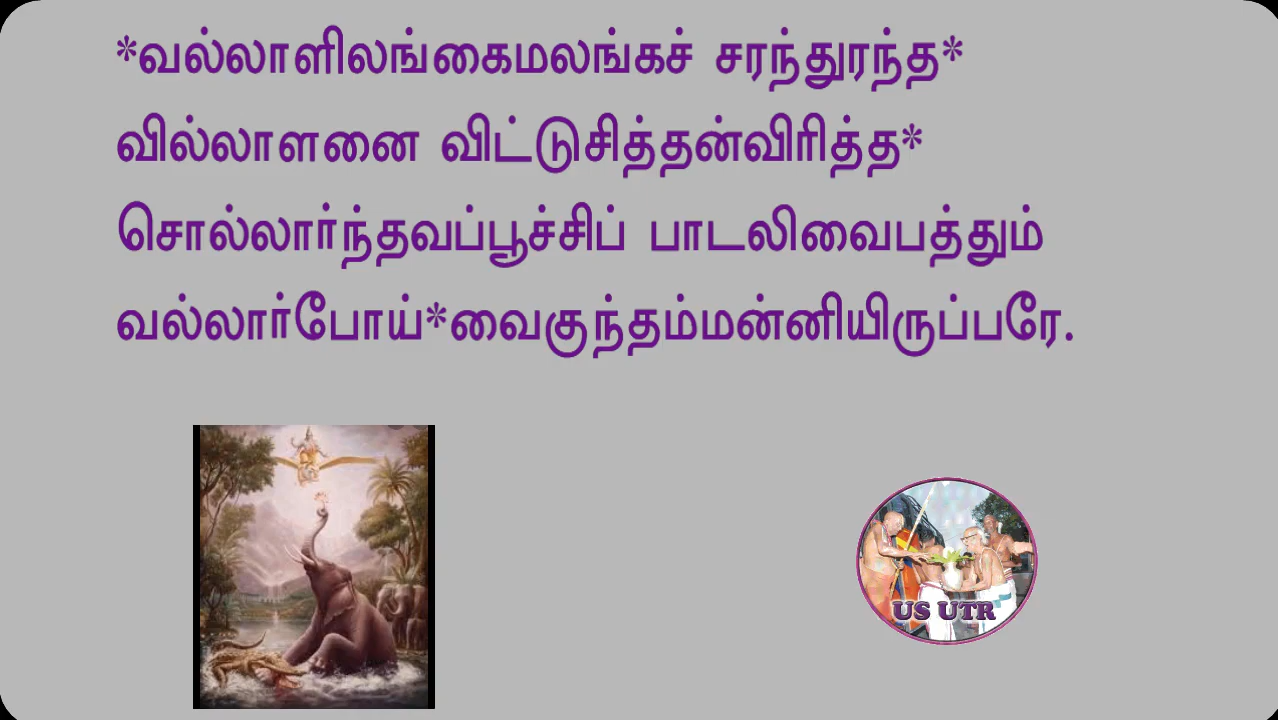 *வல்லாளிலங்கைமலங்கச் சரந்துரந்த*
வில்லாளனை விட்டுசித்தன்விரித்த*
சொல்லார்ந்தவப்பூச்சிப் பாடலிவைபத்தும்
வல்லார்போய்*வைகுந்தம்மன்னியிருப்பரே.
US UTR